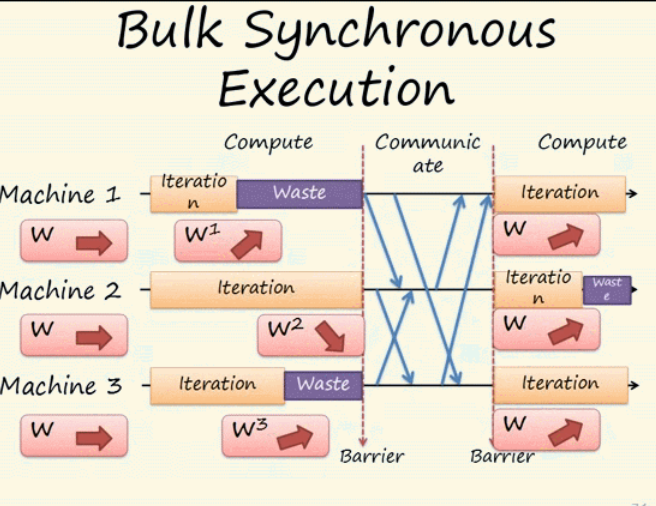 Bulk Synchronous
Execution
Compute
Communic
ate
Compute
Machine 1
Iteratio
n
Waste
Iteration
W
W1
W
Machine 2
Iteration
Iteratio
n
Wast
e
W
W2
W
Machine 3
Iteration
Waste
Iteration
W
W3
W
Barrier
Barrier